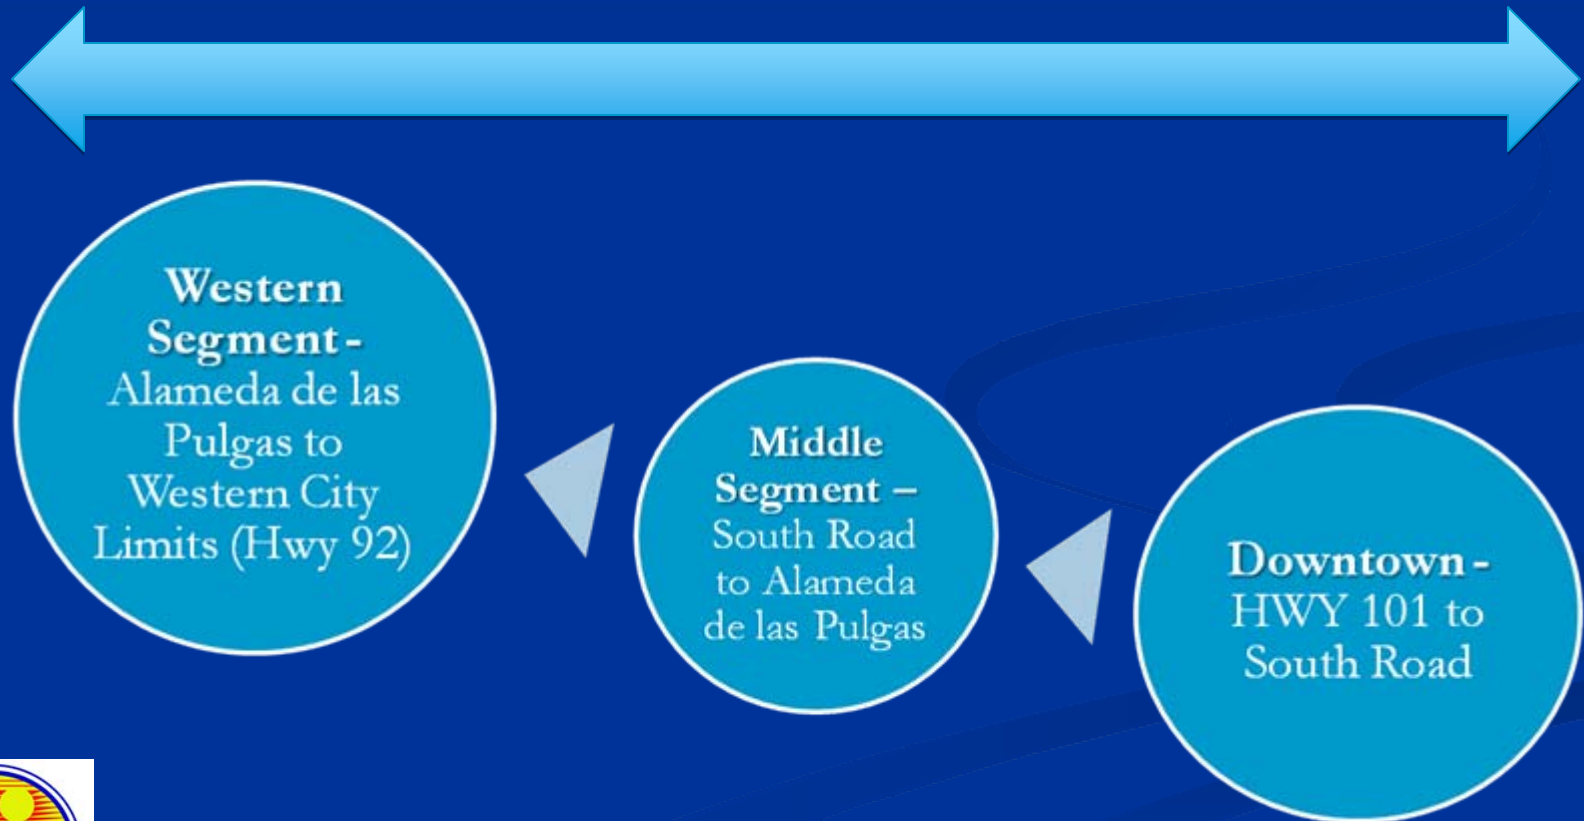 Western
Segment -
Alameda de las
Pulgas to
Western City
Limits (Hwy 92)
Middle
Segment –
South Road
to Alameda
de las Pulgas
Downtown -
HWY 101 to
South Road